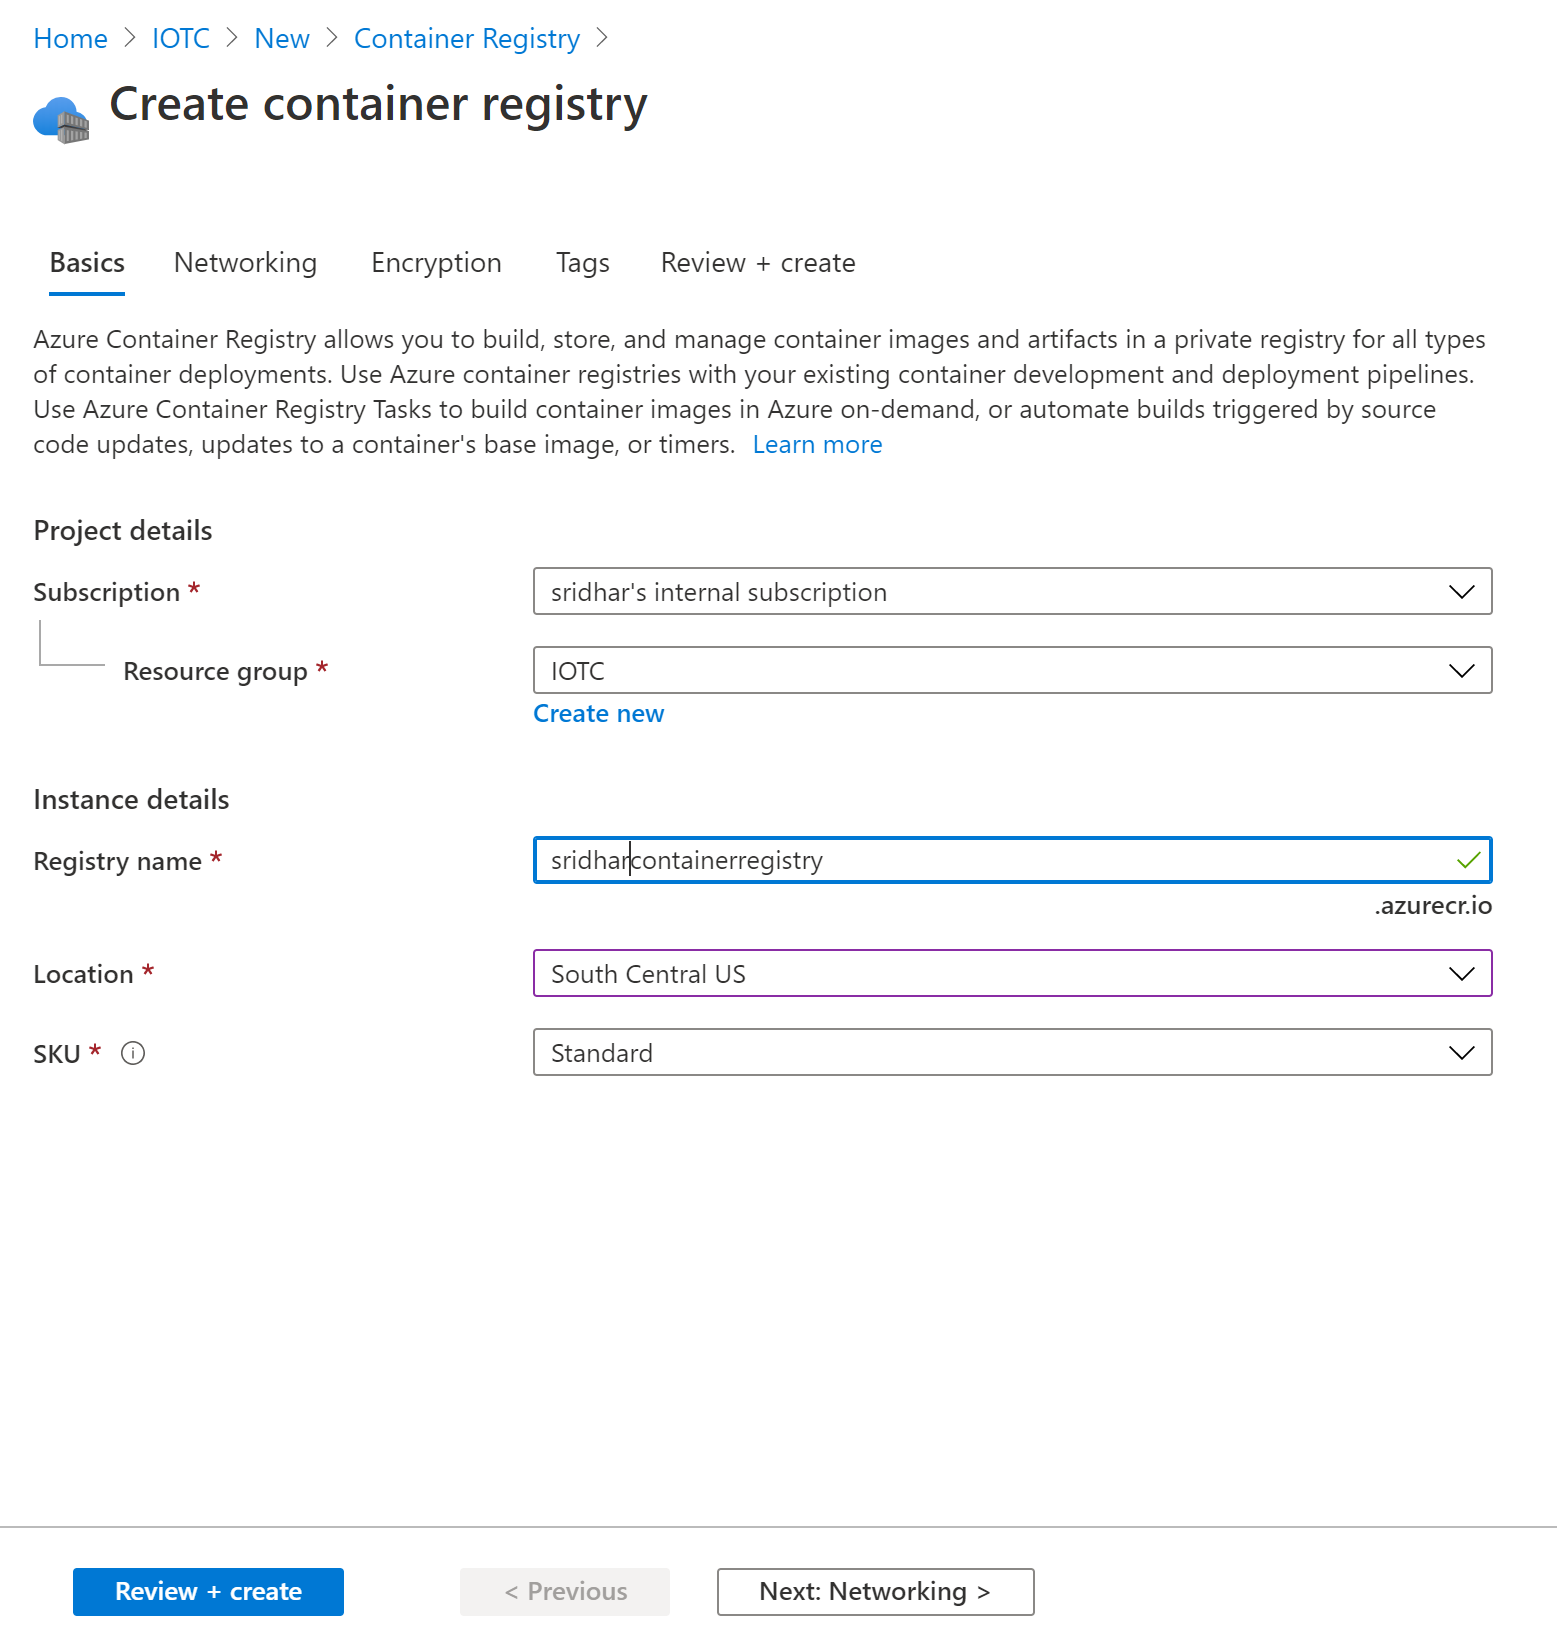 Home > IOTC > New > Container Registry >
Create container registry
Basics Networking Encryption Tags Review + create
Azure Container Registry allows you to build, store, and manage container images and artifacts in a private registry for all types
of container deployments. Use Azure container registries with your existing container development and deployment pipelines.
Use Azure Container Registry Tasks to build container images in Azure on-demand, or automate builds triggered by source
code updates, updates to a container's base image, or timers. Learn more
Project details
Subscription * sridhar's internal subscription
Resource group * IOTC
Create new
Instance details
Registry name * sridharcontainerregistry
.azurecr.io
Location * South Central US
SKU * Standard
Review + create < Previous Next: Networking >